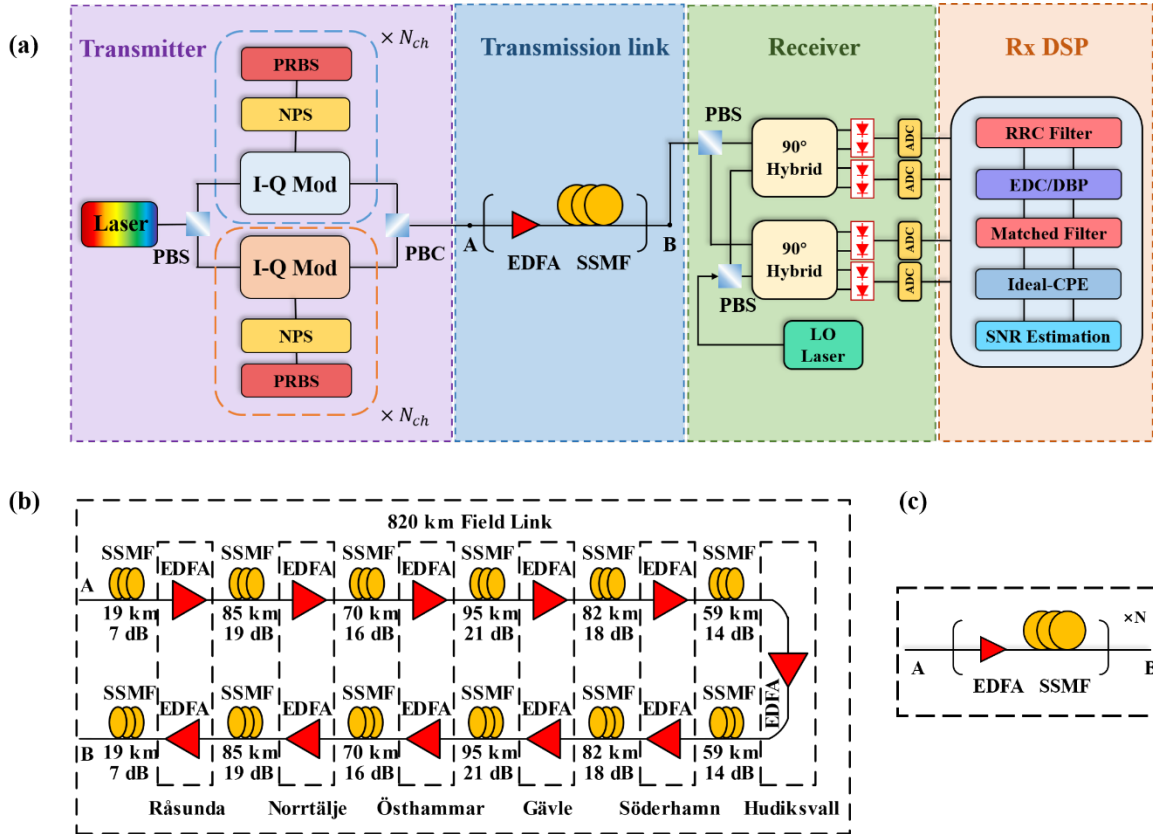 (a)
Transmitter
× N_ch
PRBS
NPS
I-Q Mod
Laser
PBS
PBC
I-Q Mod
NPS
PRBS
× N_ch
Transmission link
A
EDFA SSMF
B
Receiver
PBS
90°
Hybrid
90°
Hybrid
PBS
LO
Laser
ADC
ADC
ADC
ADC
Rx DSP
RRC Filter
EDC/DBP
Matched Filter
Ideal-CPE
SNR Estimation
(b)
820 km Field Link
SSMF EDFA SSMF EDFA SSMF EDFA SSMF EDFA SSMF EDFA SSMF
A
19 km 85 km 70 km 95 km 82 km 59 km
7 dB 19 dB 16 dB 21 dB 18 dB 14 dB
EDFA
SSMF EDFA SSMF EDFA SSMF EDFA SSMF EDFA SSMF EDFA SSMF
B
19 km 85 km 70 km 95 km 82 km 59 km
7 dB 19 dB 16 dB 21 dB 18 dB 14 dB
Råsunda Norrtälje Östhammar Gävle Söderhamn Hudiksvall
(c)
×N
A
EDFA SSMF
B